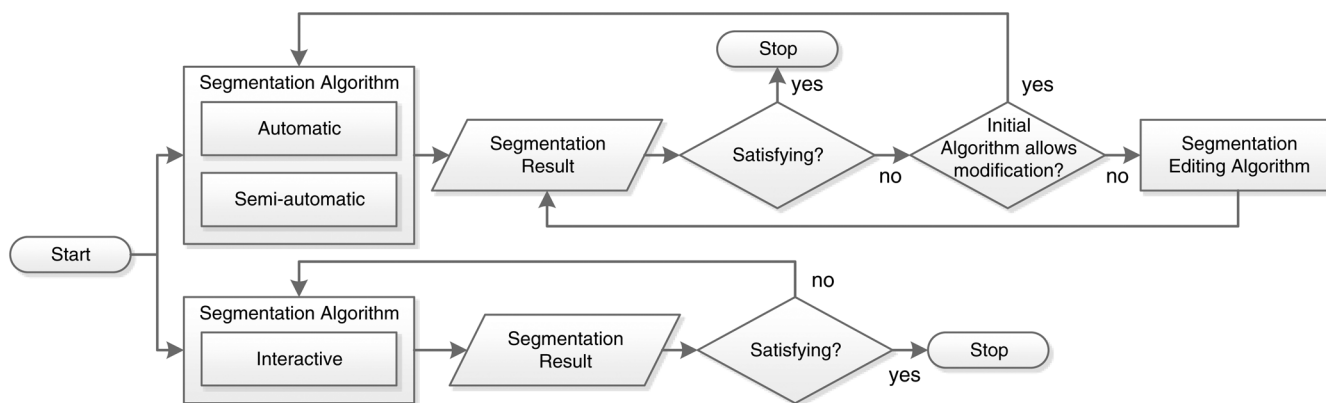 Stop
yes
yes
Segmentation Algorithm
Automatic
Semi-automatic
Segmentation
Result
Satisfying?
no
Initial
Algorithm allows
modification?
no
Segmentation
Editing Algorithm
Start
no
Segmentation Algorithm
Interactive
Segmentation
Result
Satisfying?
yes
Stop